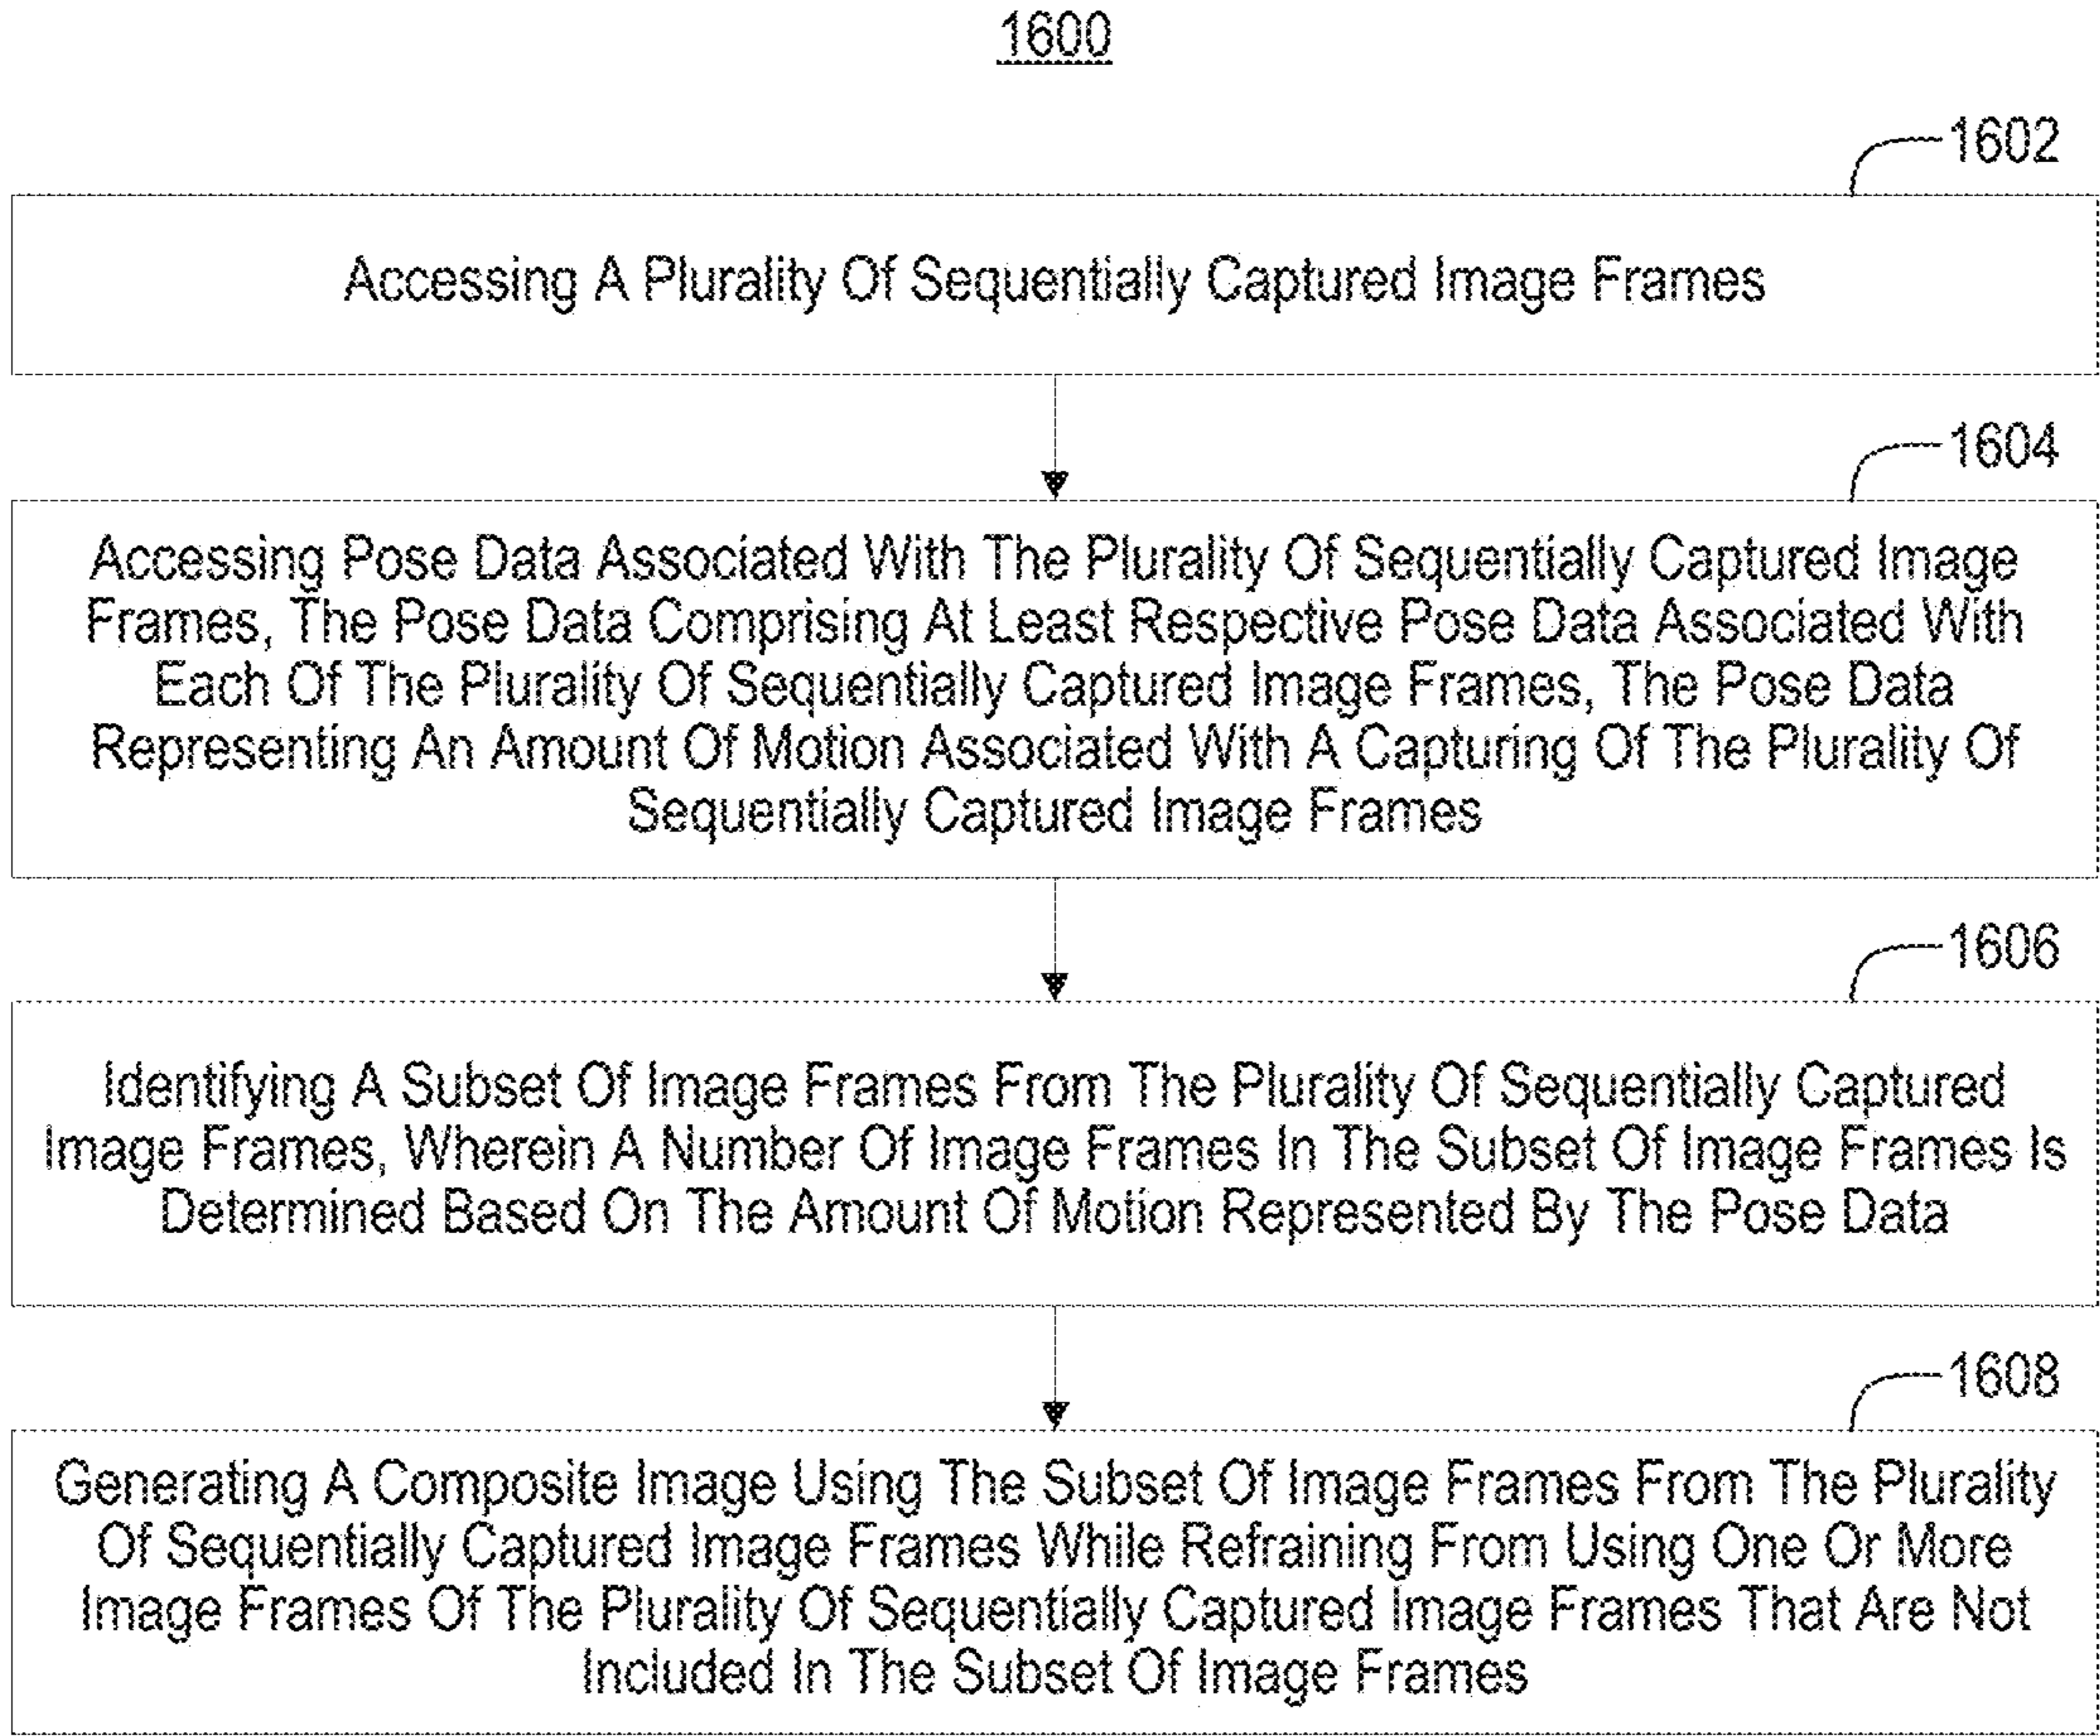 1600
1602
Accessing A Plurality Of Sequentially Captured Image Frames
1604
Accessing Pose Data Associated With The Plurality Of Sequentially Captured Image
Frames, The Pose Data Comprising At Least Respective Pose Data Associated With
Each Of The Plurality Of Sequentially Captured Image Frames, The Pose Data
Representing An Amount Of Motion Associated With A Capturing Of The Plurality Of
Sequentially Captured Image Frames
1606
Identifying A Subset Of Image Frames From The Plurality Of Sequentially Captured
Image Frames, Wherein A Number Of Image Frames In The Subset Of Image Frames Is
Determined Based On The Amount Of Motion Represented By The Pose Data
1608
Generating A Composite Image Using The Subset Of Image Frames From The Plurality
Of Sequentially Captured Image Frames While Refraining From Using One Or More
Image Frames Of The Plurality Of Sequentially Captured Image Frames That Are Not
Included In The Subset Of Image Frames